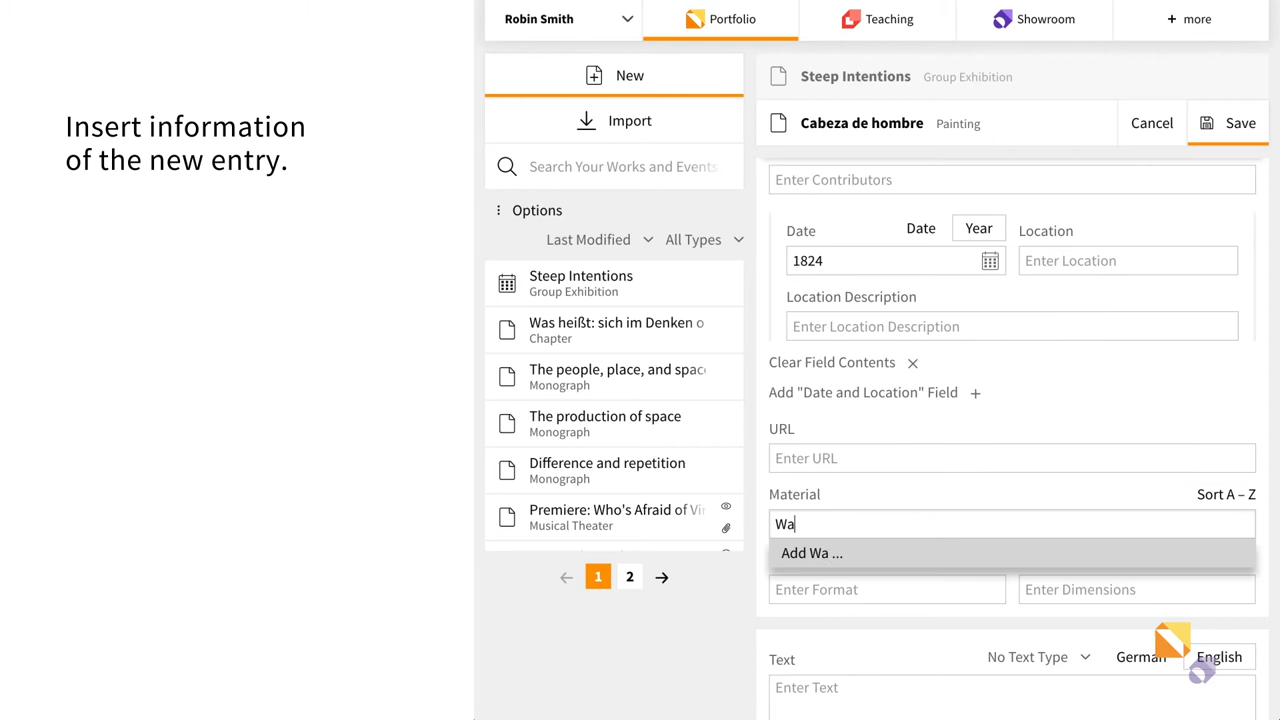 Insert information
of the new entry.
Robin Smith
Portfolio
Teaching
Showroom
+ more
New
Import
Search Your Works and Events
Options
Last Modified
All Types
Steep Intentions
Group Exhibition
Was heißt: sich im Denken o
Chapter
The people, place, and spac
Monograph
The production of space
Monograph
Difference and repetition
Monograph
Premiere: Who's Afraid of Vir
Musical Theater
1
2
Steep Intentions Group Exhibition
Cabeza de hombre Painting
Cancel
Save
Enter Contributors
Date
Date
Year
Location
1824
Enter Location
Location Description
Enter Location Description
Clear Field Contents
Add "Date and Location" Field +
URL
Enter URL
Material
Sort A – Z
Wa
Add Wa ...
Enter Format
Enter Dimensions
Text
No Text Type
German
English
Enter Text